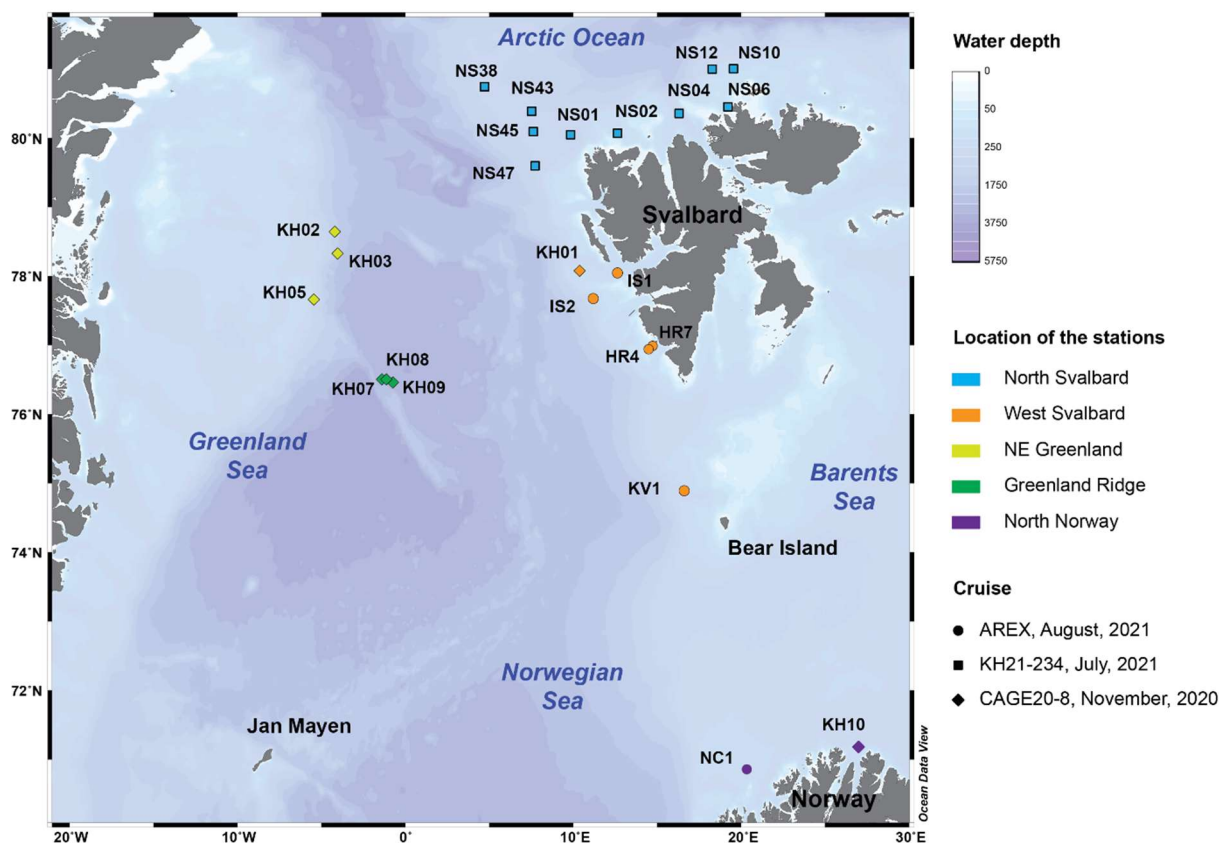 Arctic Ocean
NS12
NS10
NS38
NS43
NS04
NS06
NS45
NS01
NS02
NS47
80°N
Svalbard
KH02
KH03
KH01
78°N
KH05
IS1
IS2
HR7
HR4
KH08
KH07
KH09
76°N
Greenland
Sea
KV1
Barents
Sea
74°N
Bear Island
Norwegian
Sea
72°N
Jan Mayen
KH10
NC1
Norway
Ocean Data View
20°W
10°W
0°
10°E
20°E
30°E
Water depth
0
50
250
1750
3750
5750
Location of the stations
North Svalbard
West Svalbard
NE Greenland
Greenland Ridge
North Norway
Cruise
AREX, August, 2021
KH21-234, July, 2021
CAGE20-8, November, 2020